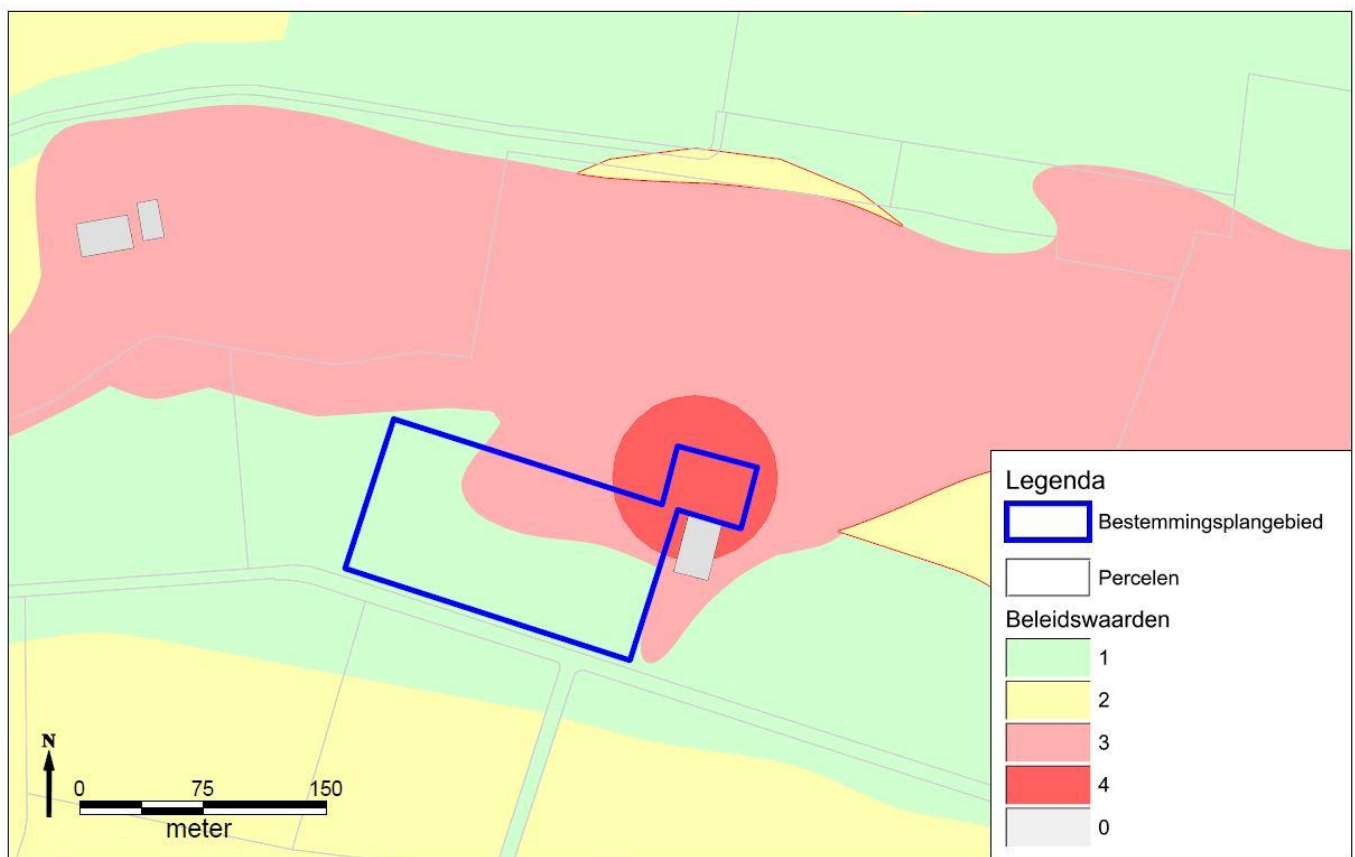 Legenda
Bestemmingsplangebied
Percelen
Beleidswaarden
1
2
3
4
0
N
0 75 150
meter